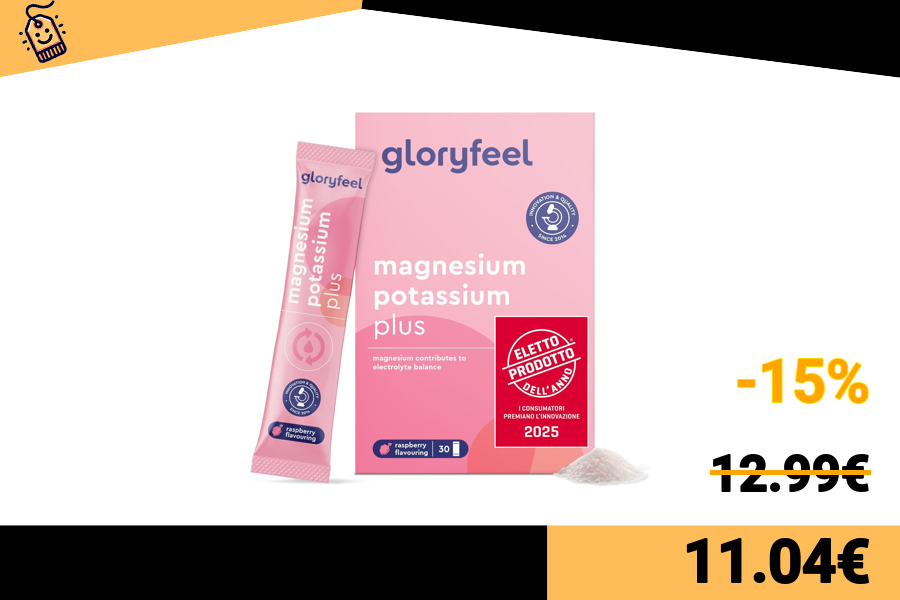 gloryfeel
INNOVATION & QUALITY
SINCE 2014
magnesium
potassium
plus
magnesium contributes to
electrolyte balance
raspberry
flavouring
30
ELETTO
PRODOTTO
DELL'ANNO
I CONSUMATORI
PREMIANO L'INNOVAZIONE
2025
gloryfeel
magnesium
potassium
plus
INNOVATION & QUALITY
SINCE 2014
raspberry
flavouring
-15%
12.99€
11.04€